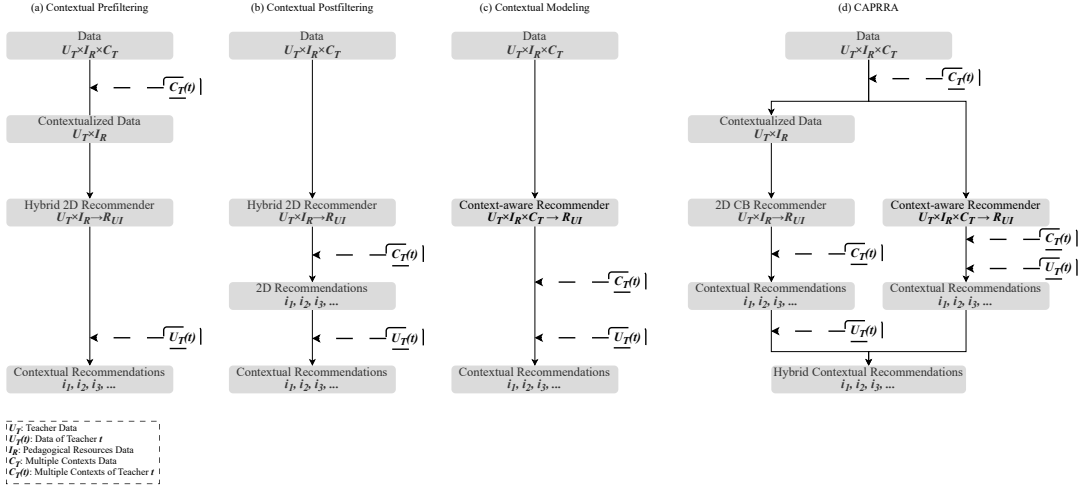 (a) Contextual Prefiltering
Data
U_T×I_R×C_T
C_T(t)
Contextualized Data
U_T×I_R
Hybrid 2D Recommender
U_T×I_R→R_UI
U_T(t)
Contextual Recommendations
i_1, i_2, i_3, ...
(b) Contextual Postfiltering
Data
U_T×I_R×C_T
Hybrid 2D Recommender
U_T×I_R→R_UI
C_T(t)
2D Recommendations
i_1, i_2, i_3, ...
U_T(t)
Contextual Recommendations
i_1, i_2, i_3, ...
(c) Contextual Modeling
Data
U_T×I_R×C_T
Context-aware Recommender
U_T×I_R×C_T → R_UI
C_T(t)
U_T(t)
Contextual Recommendations
i_1, i_2, i_3, ...
(d) CAPRRA
Data
U_T×I_R×C_T
C_T(t)
Contextualized Data
U_T×I_R
2D CB Recommender
U_T×I_R→R_UI
C_T(t)
Contextual Recommendations
i_1, i_2, i_3, ...
U_T(t)
Context-aware Recommender
U_T×I_R×C_T → R_UI
C_T(t)
U_T(t)
Contextual Recommendations
i_1, i_2, i_3, ...
Hybrid Contextual Recommendations
i_1, i_2, i_3, ...
U_T: Teacher Data
U_T(t): Data of Teacher t
I_R: Pedagogical Resources Data
C_T: Multiple Contexts Data
C_T(t): Multiple Contexts of Teacher t